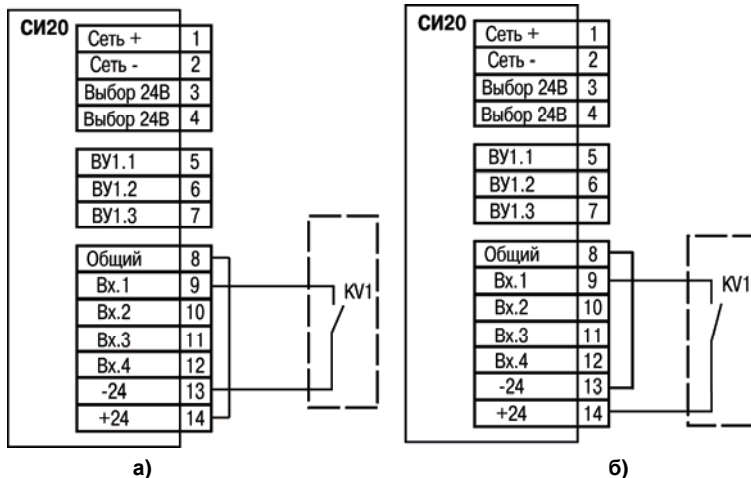 СИ20
Сеть + 1
Сеть - 2
Выбор 24В 3
Выбор 24В 4
ВУ1.1 5
ВУ1.2 6
ВУ1.3 7
Общий 8
Вх.1 9
Вх.2 10
Вх.3 11
Вх.4 12
-24 13
+24 14
KV1
а)
СИ20
Сеть + 1
Сеть - 2
Выбор 24В 3
Выбор 24В 4
ВУ1.1 5
ВУ1.2 6
ВУ1.3 7
Общий 8
Вх.1 9
Вх.2 10
Вх.3 11
Вх.4 12
-24 13
+24 14
KV1
б)